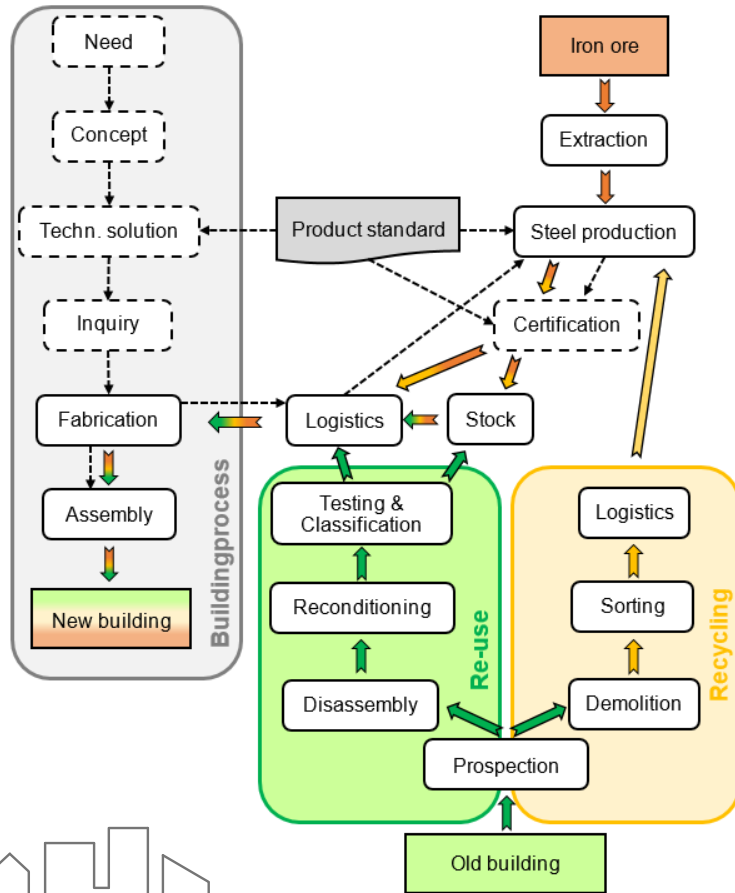 Need
Iron ore
Concept
Extraction
Techn. solution
Product standard
Steel production
Inquiry
Certification
Fabrication
Logistics
Stock
Buildingprocess
Assembly
Testing &
Classification
Logistics
New building
Reconditioning
Sorting
Re-use
Recycling
Disassembly
Demolition
Prospection
Old building